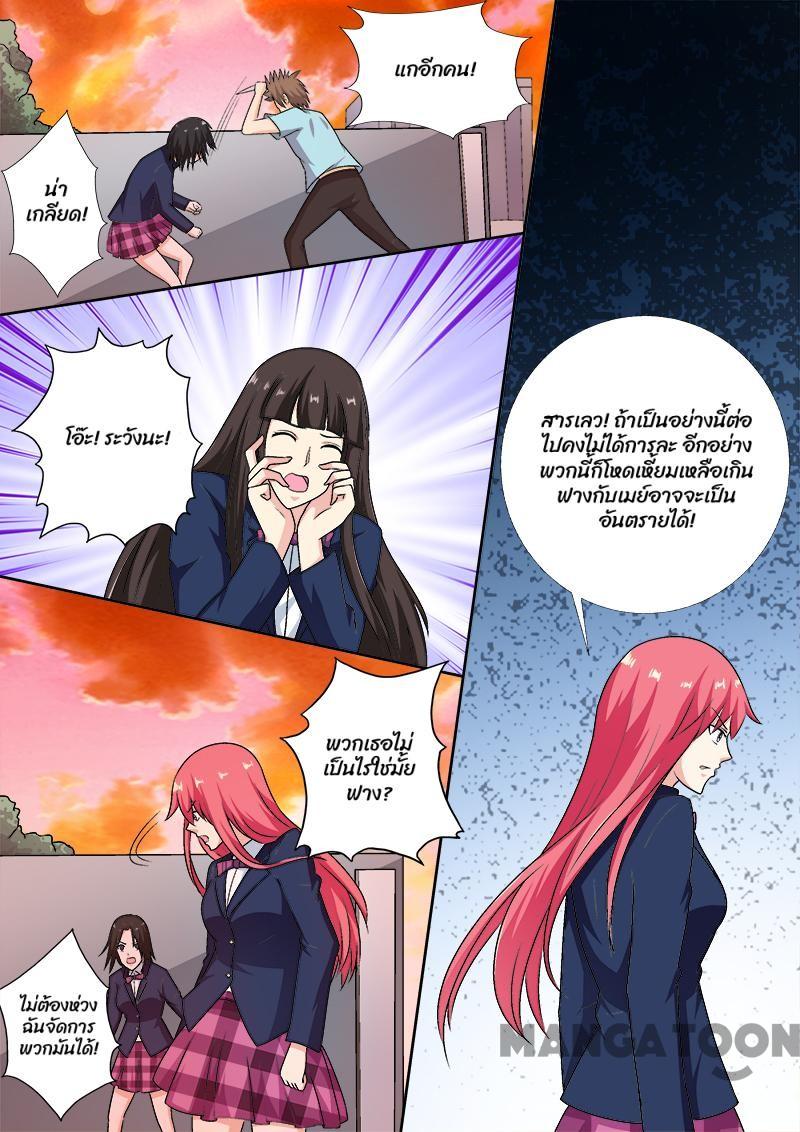 แกอีกคน!
น่า
เกลียด!
โอ๊ะ! ระวังนะ!
พวกเธอไม่
เป็นไรใช่มั้ย
ฟาง?
ไม่ต้องห่วง
ฉันจัดการ
พวกมันได้!
สารเลว! ถ้าเป็นอย่างนี้ต่อ
ไปคงไม่ได้การละ อีกอย่าง
พวกนี้ก็โหดเหี้ยมเหลือเกิน
ฟางกับเมย์อาจจะเป็น
อันตรายได้!
MANGATOON